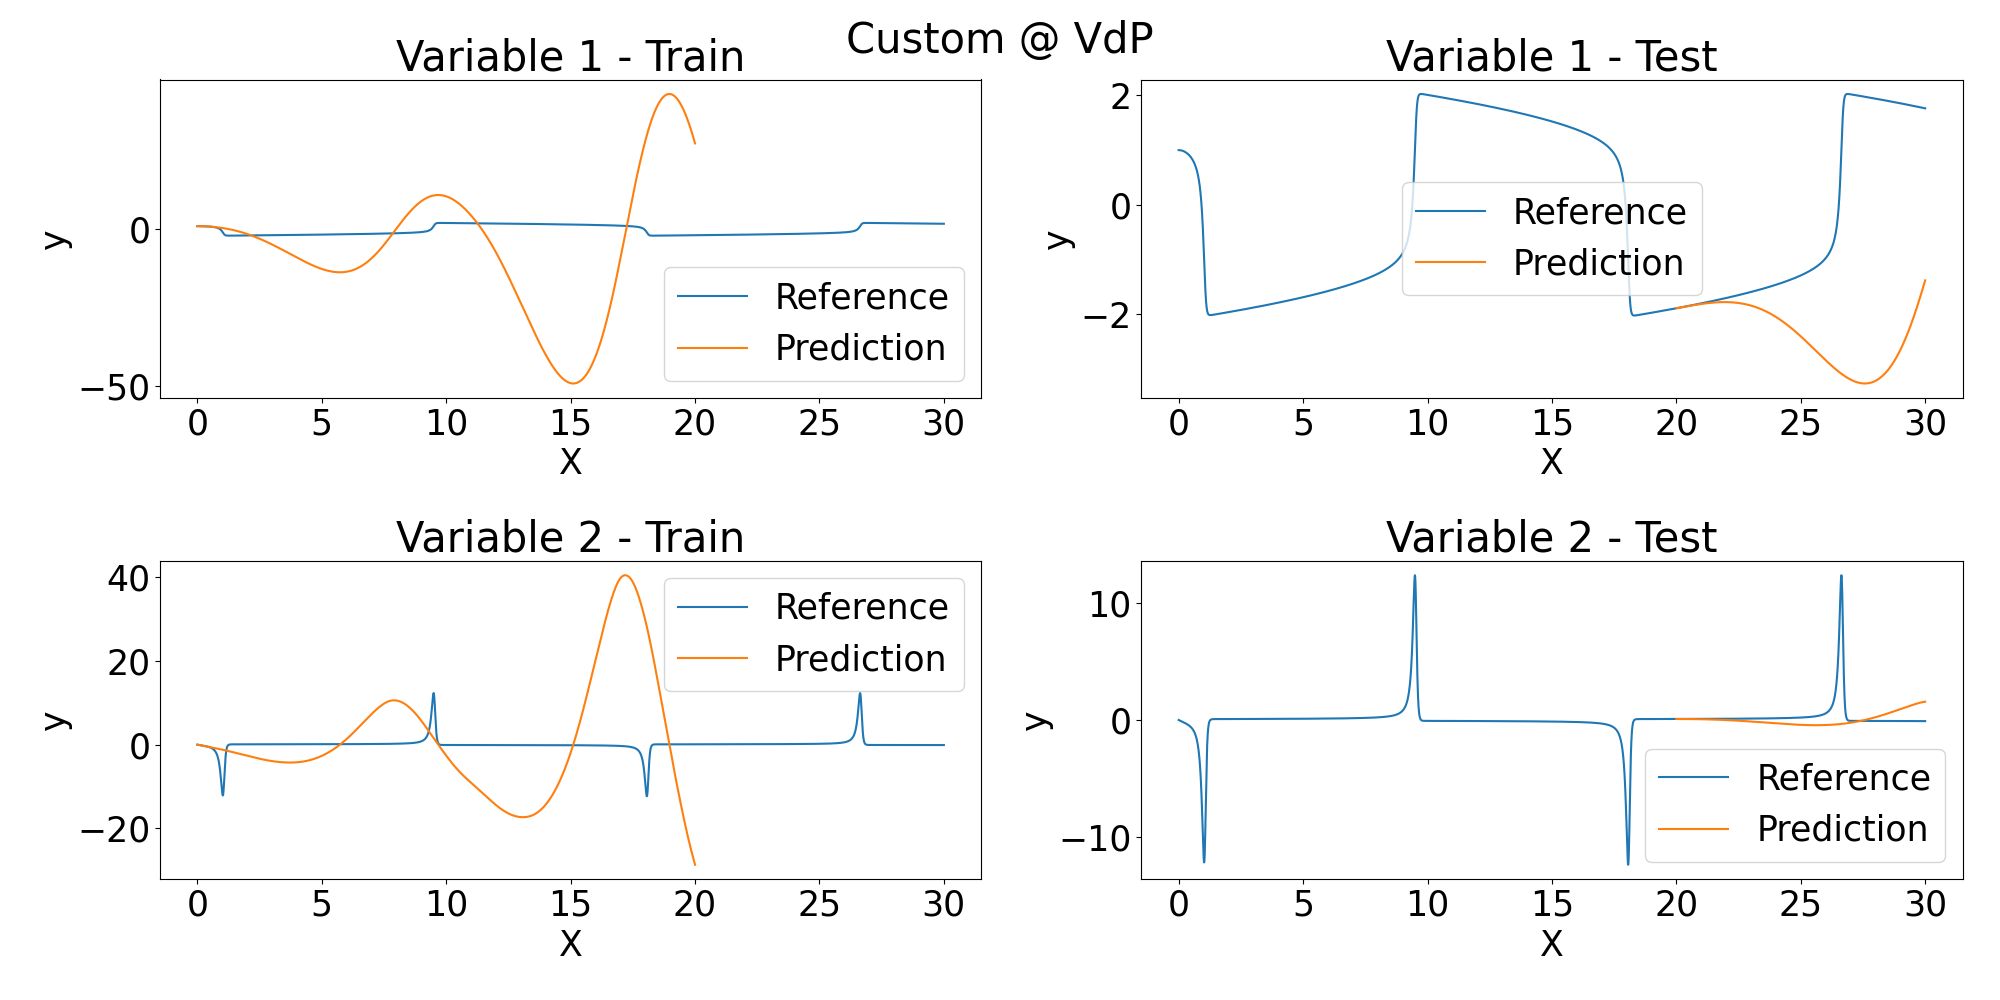 Custom @ VdP
Variable 1 - Train
y
0
−50
0 5 10 15 20 25 30
X
Reference
Prediction
Variable 1 - Test
y
2
0
−2
0 5 10 15 20 25 30
X
Reference
Prediction
Variable 2 - Train
y
40
20
0
−20
0 5 10 15 20 25 30
X
Reference
Prediction
Variable 2 - Test
y
10
0
−10
0 5 10 15 20 25 30
X
Reference
Prediction